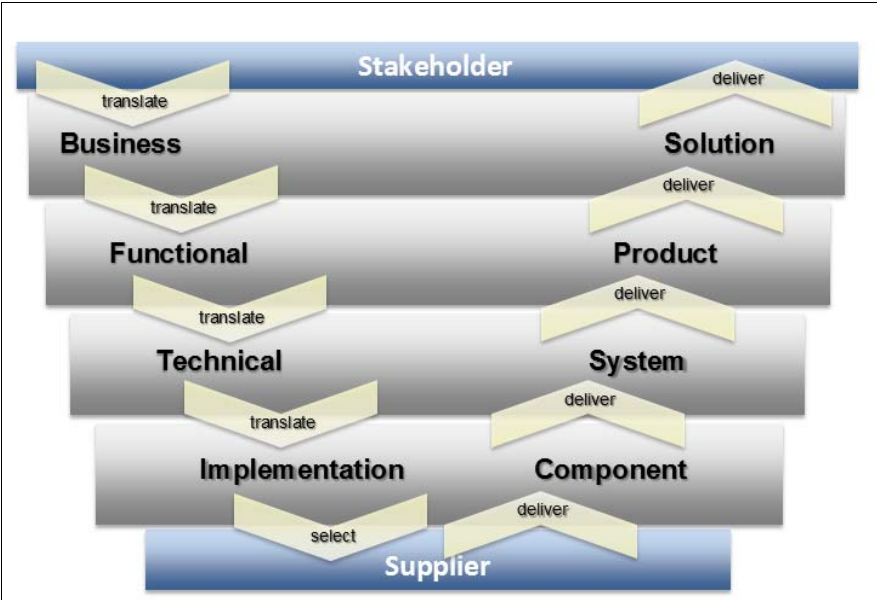 Stakeholder
translate
deliver
Business
Solution
translate
deliver
Functional
Product
translate
deliver
Technical
System
translate
deliver
Implementation
Component
select
deliver
Supplier